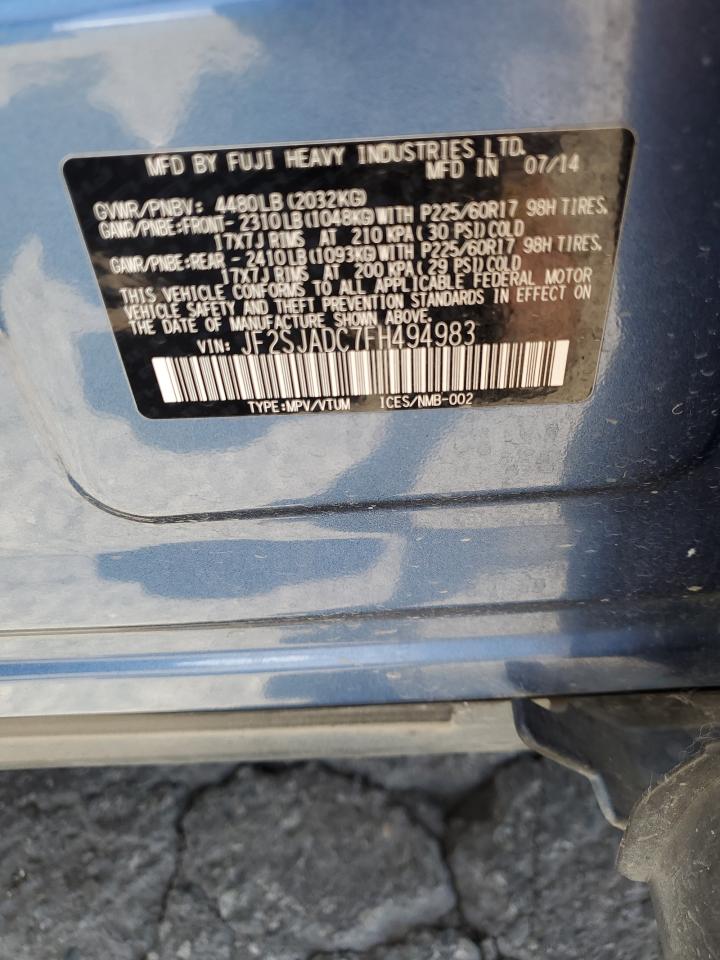 MFD BY FUJI HEAVY INDUSTRIES LTD.
MFD IN 07/14
GVWR/PNBV: 4480LB(2032KG)
GAWR/PNBE:FRONT- 2310LB(1048KG)WITH P225/60R17 98H TIRES.
17X7J RIMS AT 210 KPA( 30 PSI)COLD
GAWR/PNBE:REAR - 2410LB(1093KG)WITH P225/60R17 98H TIRES.
17X7J RIMS AT 200 KPA( 29 PSI)COLD
THIS VEHICLE CONFORMS TO ALL APPLICABLE FEDERAL MOTOR
VEHICLE SAFETY AND THEFT PREVENTION STANDARDS IN EFFECT ON
THE DATE OF MANUFACTURE SHOWN ABOVE.
VIN: JF2SJADC7FH494983
TYPE:MPV/VTUM ICES/NMB-002